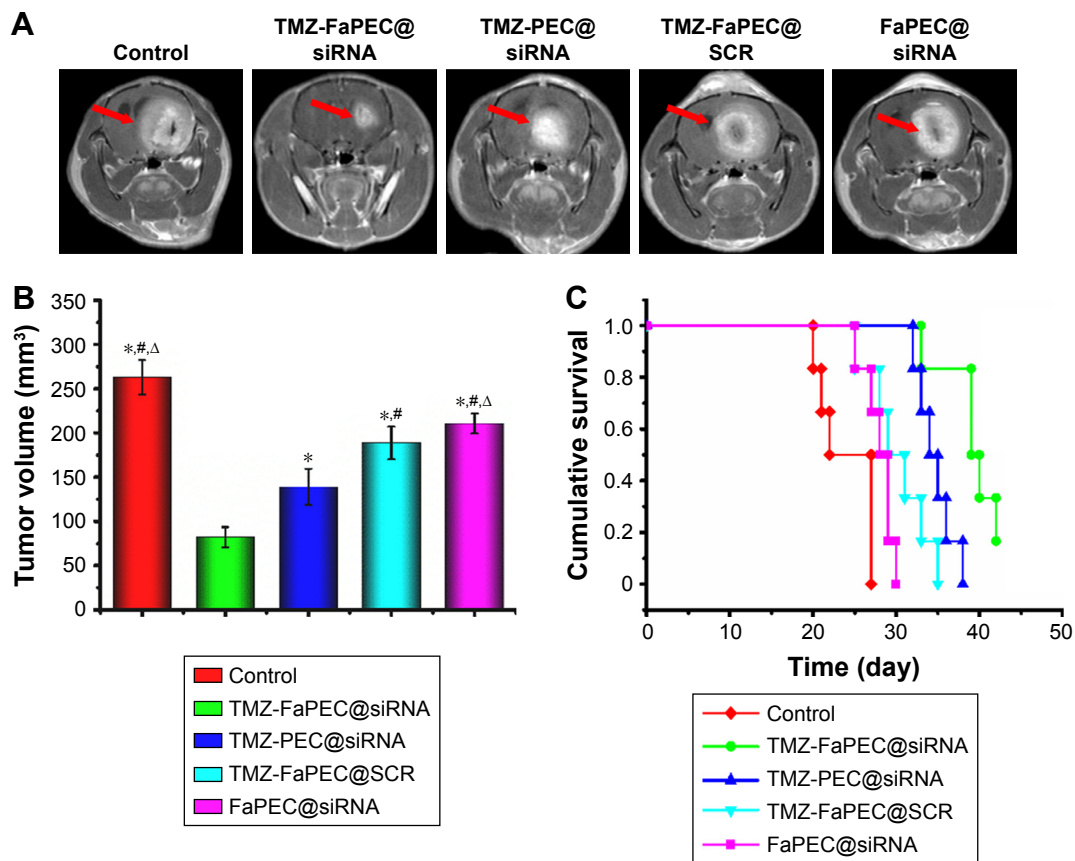 A
Control
TMZ-FaPEC@
siRNA
TMZ-PEC@
siRNA
TMZ-FaPEC@
SCR
FaPEC@
siRNA
B
Tumor volume (mm³)
350
300
250
200
150
100
50
0
*,#,Δ
*
*,#
*,#,Δ
Control
TMZ-FaPEC@siRNA
TMZ-PEC@siRNA
TMZ-FaPEC@SCR
FaPEC@siRNA
C
Cumulative survival
1.0
0.8
0.6
0.4
0.2
0
0
10
20
30
40
50
Time (day)
Control
TMZ-FaPEC@siRNA
TMZ-PEC@siRNA
TMZ-FaPEC@SCR
FaPEC@siRNA